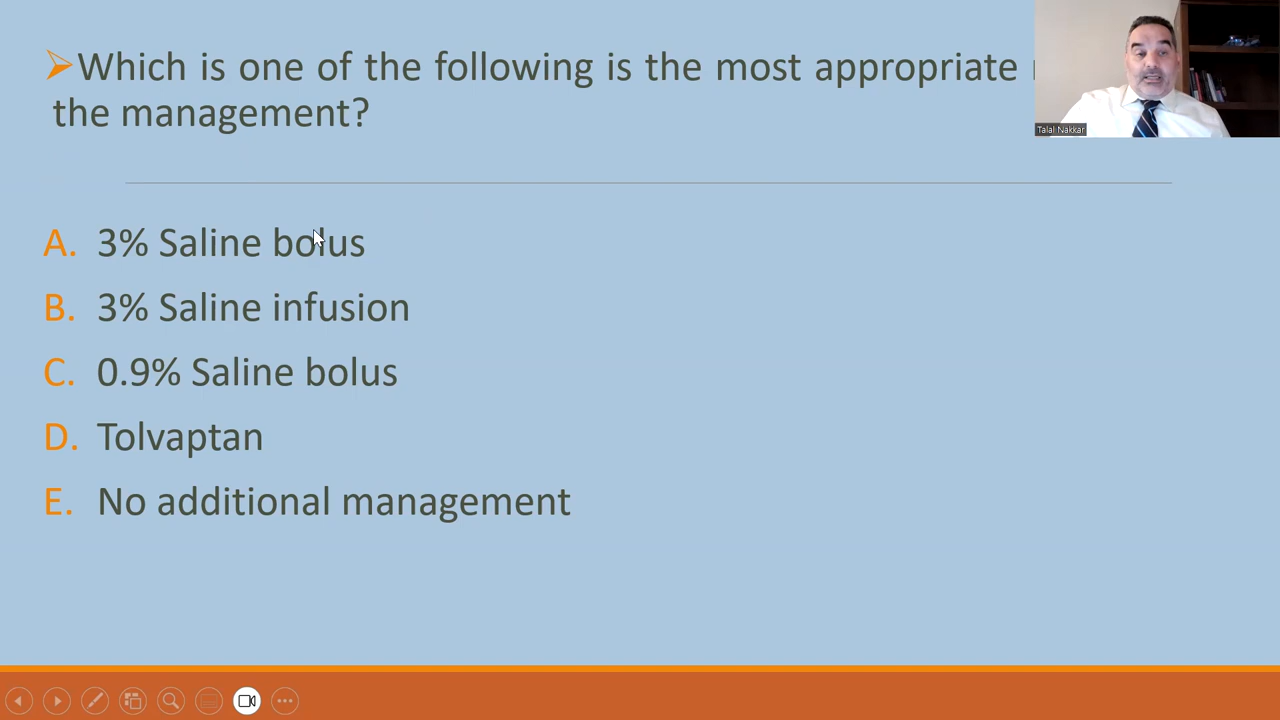 ➢Which is one of the following is the most appropriate
the management?
Talal Nakkar
A. 3% Saline bolus
B. 3% Saline infusion
C. 0.9% Saline bolus
D. Tolvaptan
E. No additional management